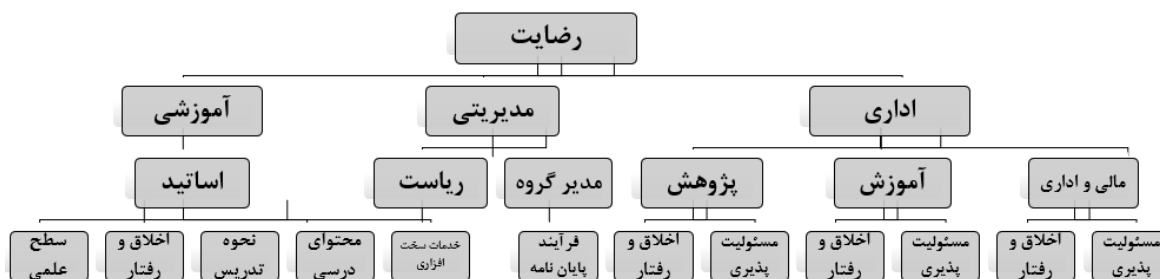 رضایت
اداری
مدیریتی
آموزشی
مالی و اداری
آموزش
پژوهش
مدیر گروه
ریاست
اساتید
مسئولیت
پذیری
اخلاق و
رفتار
مسئولیت
پذیری
اخلاق و
رفتار
مسئولیت
پذیری
اخلاق و
رفتار
فرآیند
پایان نامه
خدمات سخت
افزاری
محتوای
درسی
نحوه
تدریس
اخلاق و
رفتار
سطح
علمی